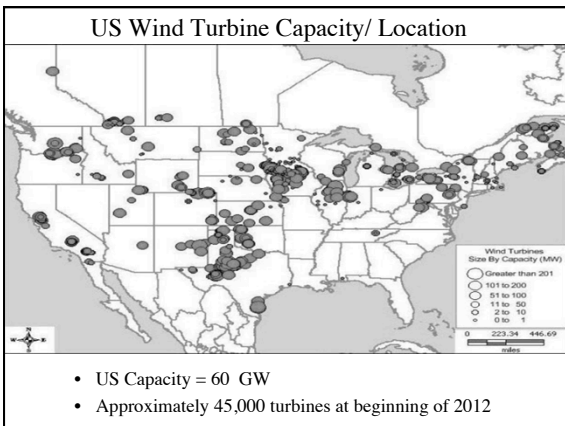 US Wind Turbine Capacity/ Location
Wind Turbines
Size By Capacity (MW)
Greater than 201
101 to 200
51 to 100
11 to 50
2 to 10
0 to 1
N
W E
S
0 223.34 446.69
miles
• US Capacity = 60 GW
• Approximately 45,000 turbines at beginning of 2012